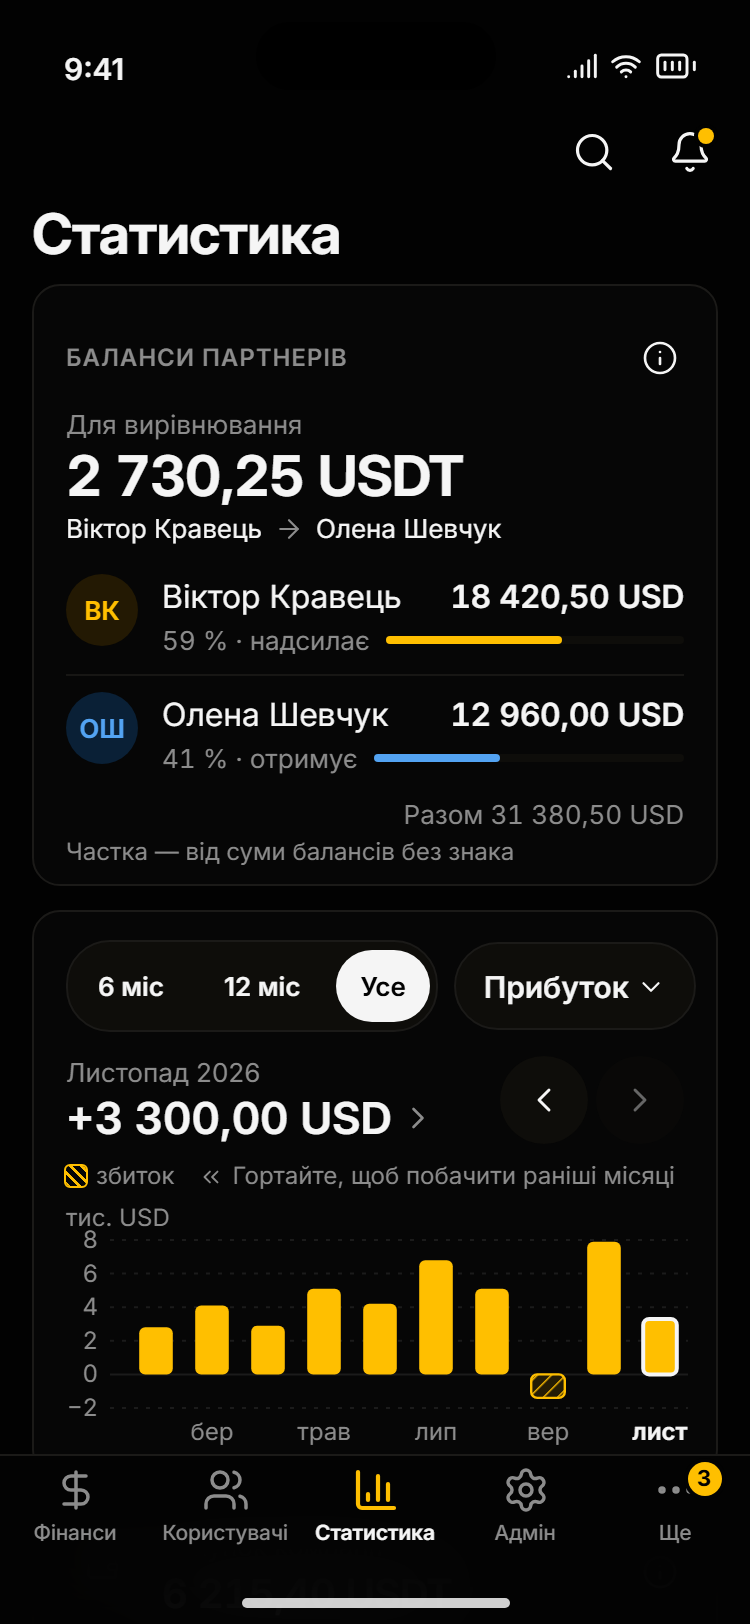 9:41
Статистика
БАЛАНСИ ПАРТНЕРІВ
Для вирівнювання
2 730,25 USDT
Віктор Кравець → Олена Шевчук
ВК Віктор Кравець 18 420,50 USD
59 % · надсилає
ОШ Олена Шевчук 12 960,00 USD
41 % · отримує
Разом 31 380,50 USD
Частка — від суми балансів без знака
6 міс 12 міс Усе Прибуток
Листопад 2026
+3 300,00 USD
збиток « Гортайте, щоб побачити раніші місяці
тис. USD
8
6
4
2
0
−2
бер трав лип вер лист
3
Фінанси Користувачі Статистика Адмін Ще
6 215,40 USDT